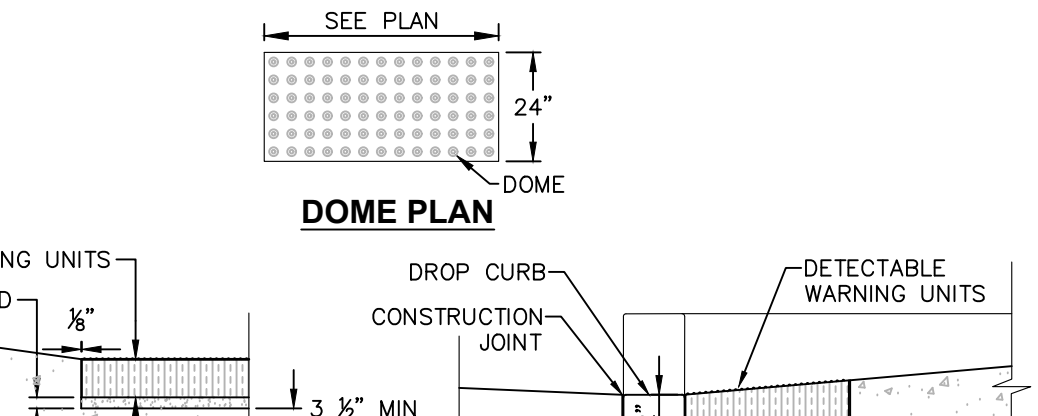 SEE PLAN
24”
DOME
DOME PLAN
NG UNITS
D
⅛”
3 ½” MIN
DROP CURB
CONSTRUCTION
JOINT
DETECTABLE
WARNING UNITS